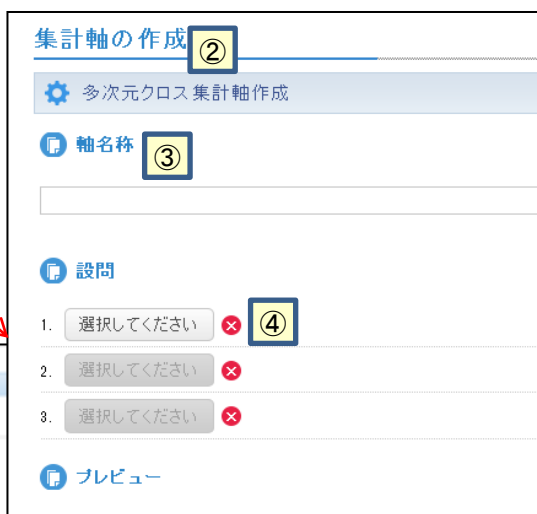 集計軸の作成 ②
多次元クロス集計軸作成
軸名称 ③
設問
1. 選択してください ④
2. 選択してください
3. 選択してください
プレビュー